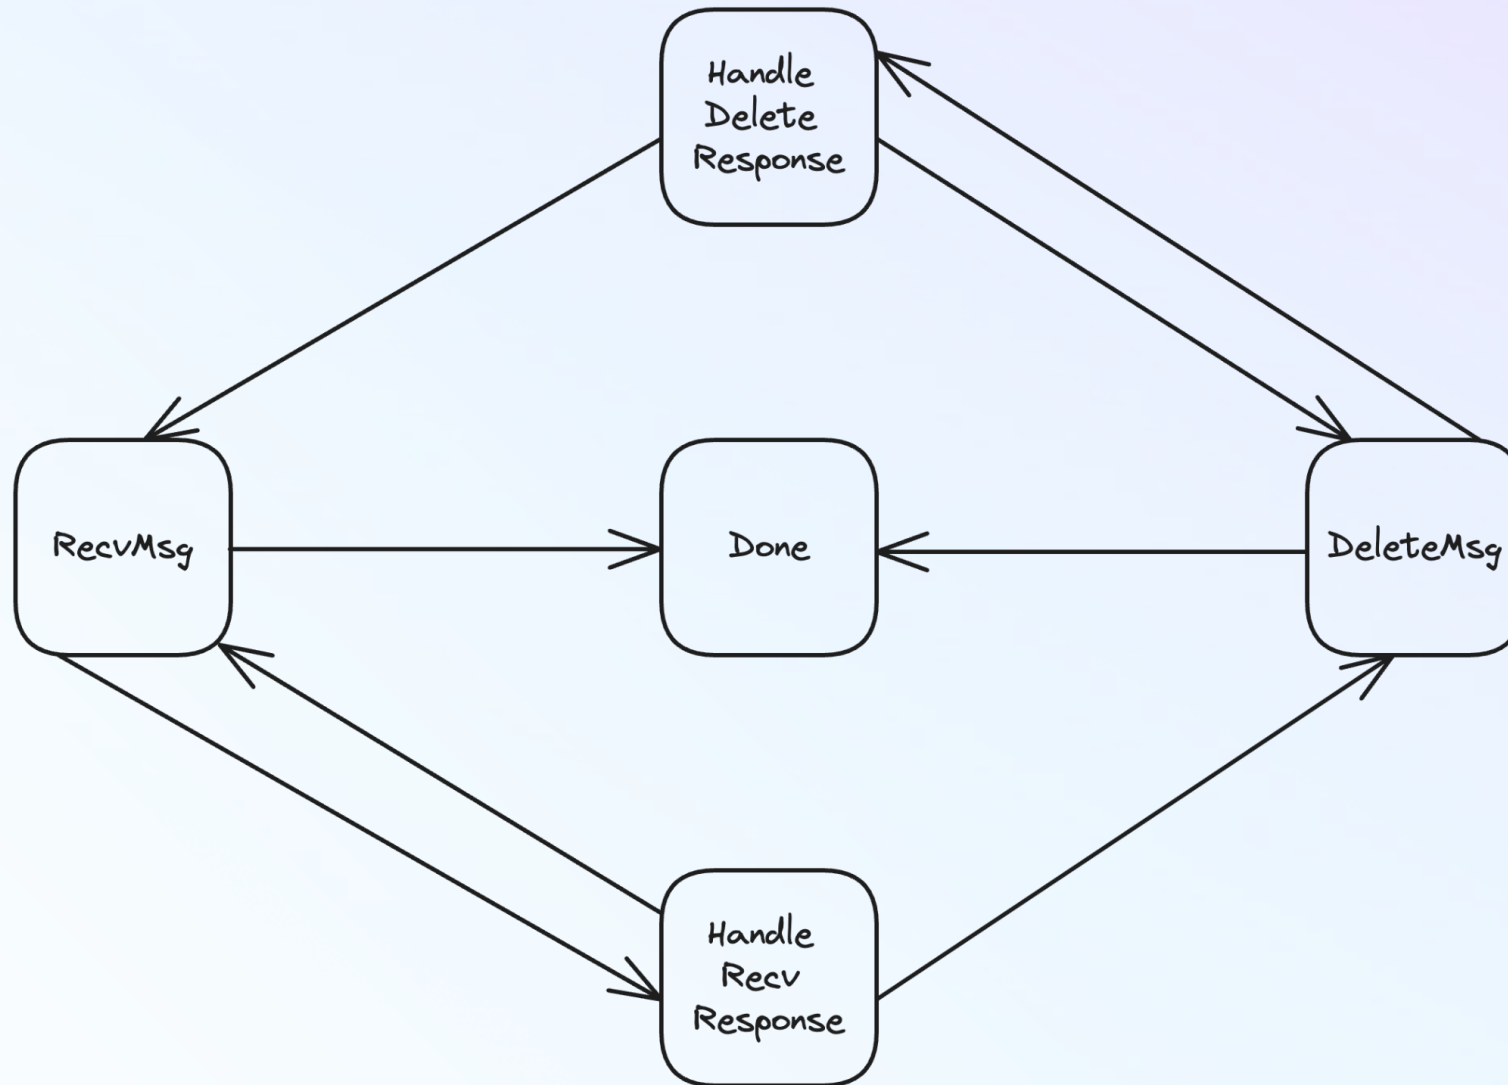 Handle
Delete
Response
RecvMsg
Done
DeleteMsg
Handle
Recv
Response